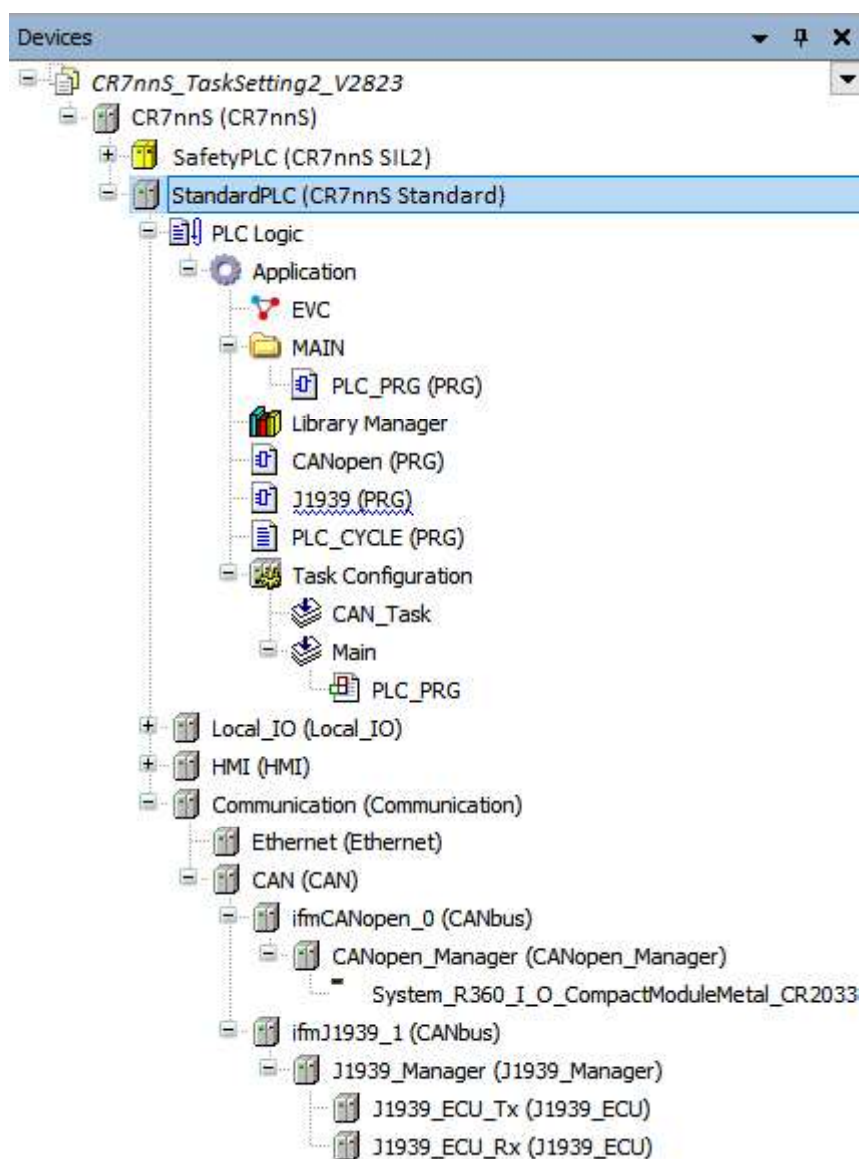 Devices
CR7nnS_TaskSetting2_V2823
CR7nnS (CR7nnS)
SafetyPLC (CR7nnS SIL2)
StandardPLC (CR7nnS Standard)
PLC Logic
Application
EVC
MAIN
PLC_PRG (PRG)
Library Manager
CANopen (PRG)
J1939 (PRG)
PLC_CYCLE (PRG)
Task Configuration
CAN_Task
Main
PLC_PRG
Local_IO (Local_IO)
HMI (HMI)
Communication (Communication)
Ethernet (Ethernet)
CAN (CAN)
ifmCANopen_0 (CANbus)
CANopen_Manager (CANopen_Manager)
System_R360_I_O_CompactModuleMetal_CR2033
ifmJ1939_1 (CANbus)
J1939_Manager (J1939_Manager)
J1939_ECU_Tx (J1939_ECU)
J1939_ECU_Rx (J1939_ECU)